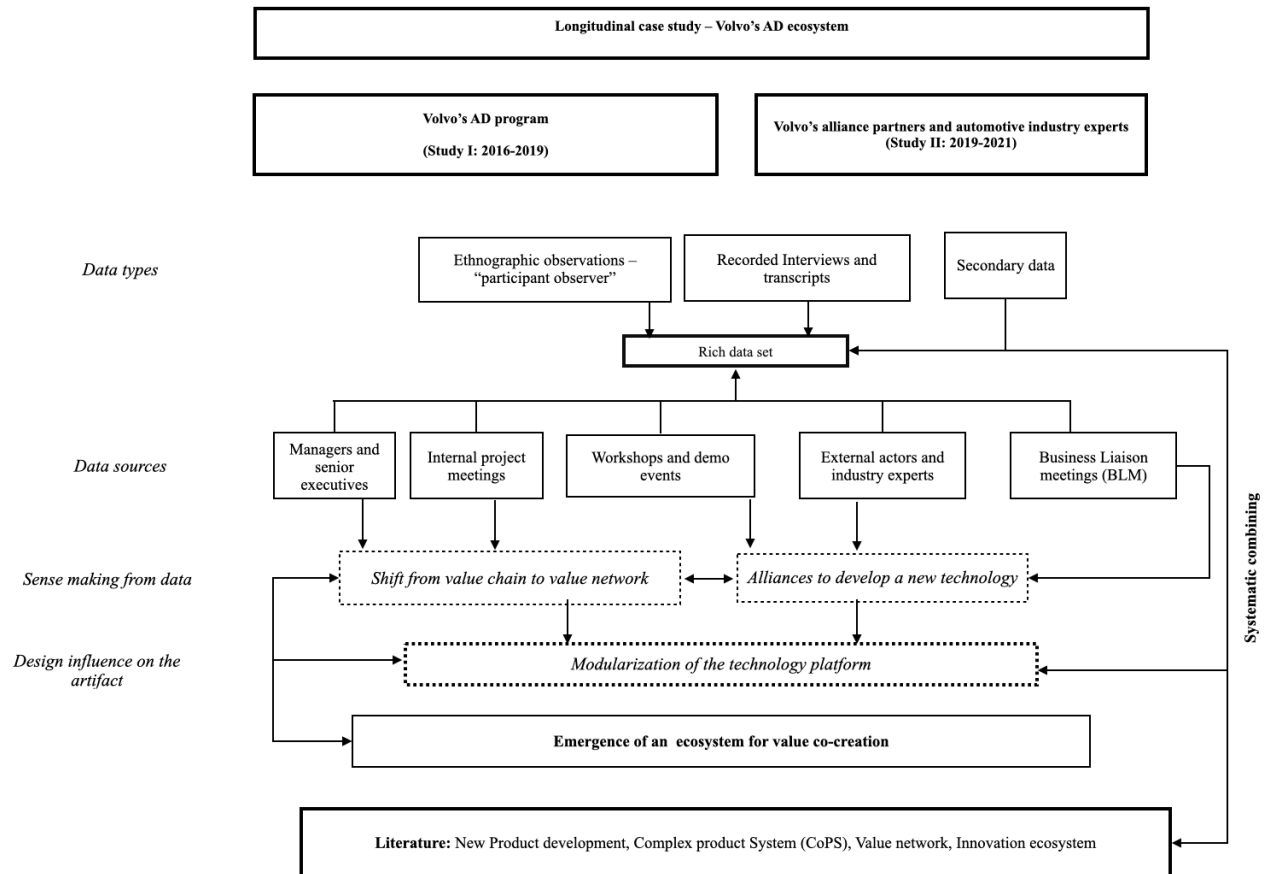 Longitudinal case study – Volvo's AD ecosystem
Volvo's AD program
(Study I: 2016-2019)
Volvo's alliance partners and automotive industry experts
(Study II: 2019-2021)
Data types
Ethnographic observations –
“participant observer”
Recorded Interviews and
transcripts
Secondary data
Rich data set
Data sources
Managers and
senior
executives
Internal project
meetings
Workshops and demo
events
External actors and
industry experts
Business Liaison
meetings (BLM)
Systematic combining
Sense making from data
Shift from value chain to value network
Alliances to develop a new technology
Design influence on the
artifact
Modularization of the technology platform
Emergence of an ecosystem for value co-creation
Literature: New Product development, Complex product System (CoPS), Value network, Innovation ecosystem